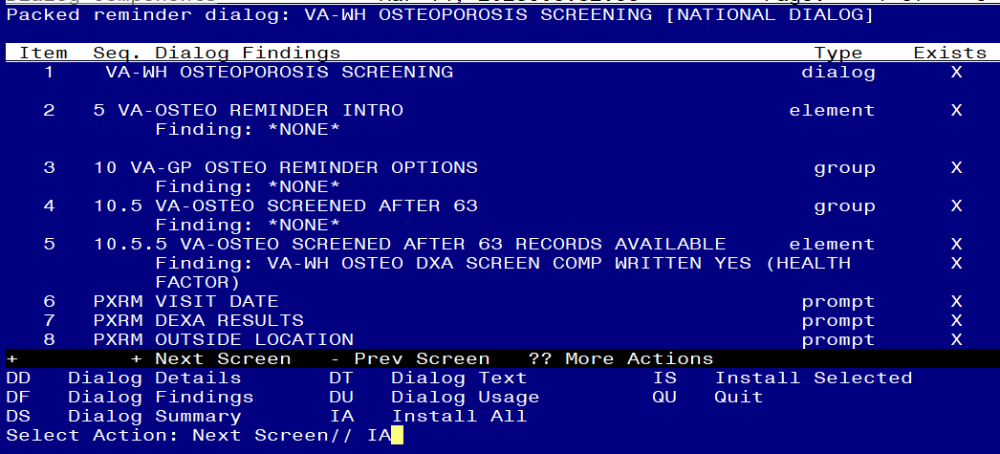 Packed reminder dialog: VA-WH OSTEOPOROSIS SCREENING [NATIONAL DIALOG]
Item Seq. Dialog Findings Type Exists
1 VA-WH OSTEOPOROSIS SCREENING dialog X
2 5 VA-OSTEO REMINDER INTRO element X
Finding: *NONE*
3 10 VA-GP OSTEO REMINDER OPTIONS group X
Finding: *NONE*
4 10.5 VA-OSTEO SCREENED AFTER 63 group X
Finding: *NONE*
5 10.5.5 VA-OSTEO SCREENED AFTER 63 RECORDS AVAILABLE element X
Finding: VA-WH OSTEO DXA SCREEN COMP WRITTEN YES (HEALTH X
FACTOR)
6 PXRM VISIT DATE prompt X
7 PXRM DEXA RESULTS prompt X
8 PXRM OUTSIDE LOCATION prompt X
+ + Next Screen - Prev Screen ?? More Actions
DD Dialog Details DT Dialog Text IS Install Selected
DF Dialog Findings DU Dialog Usage QU Quit
DS Dialog Summary IA Install All
Select Action: Next Screen// IA